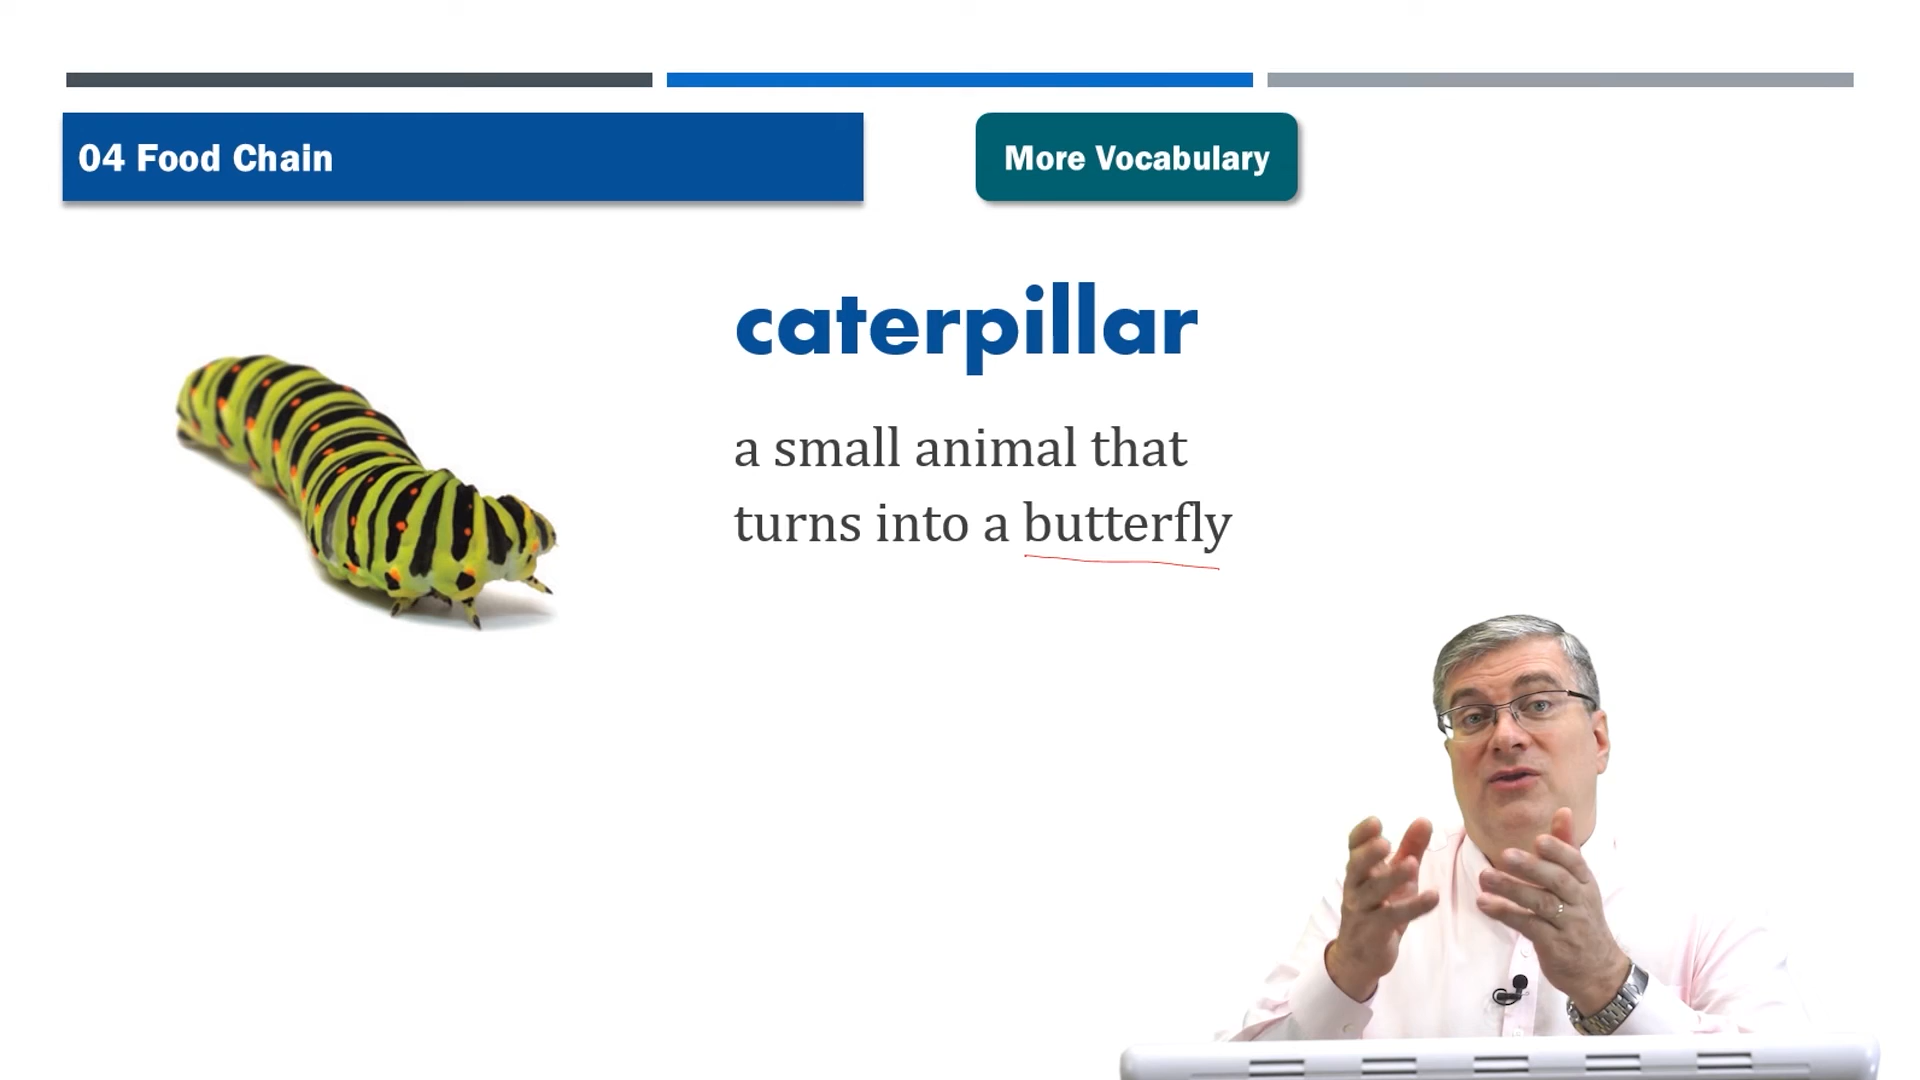 04 Food Chain
More Vocabulary
caterpillar
a small animal that
turns into a butterfly